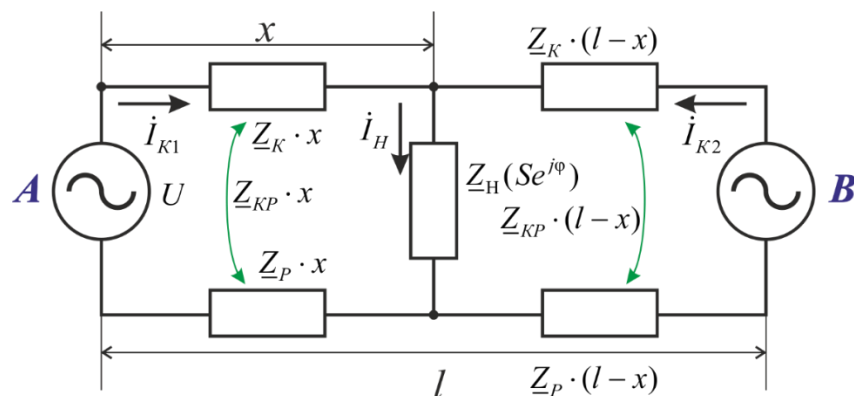 x
Z_К · x
Z_К · (l − x)
İ_К1
İ_Н
İ_К2
A
U
Z_КР · x
Z_Н(Se^jφ)
B
Z_КР · (l − x)
Z_Р · x
l
Z_Р · (l − x)